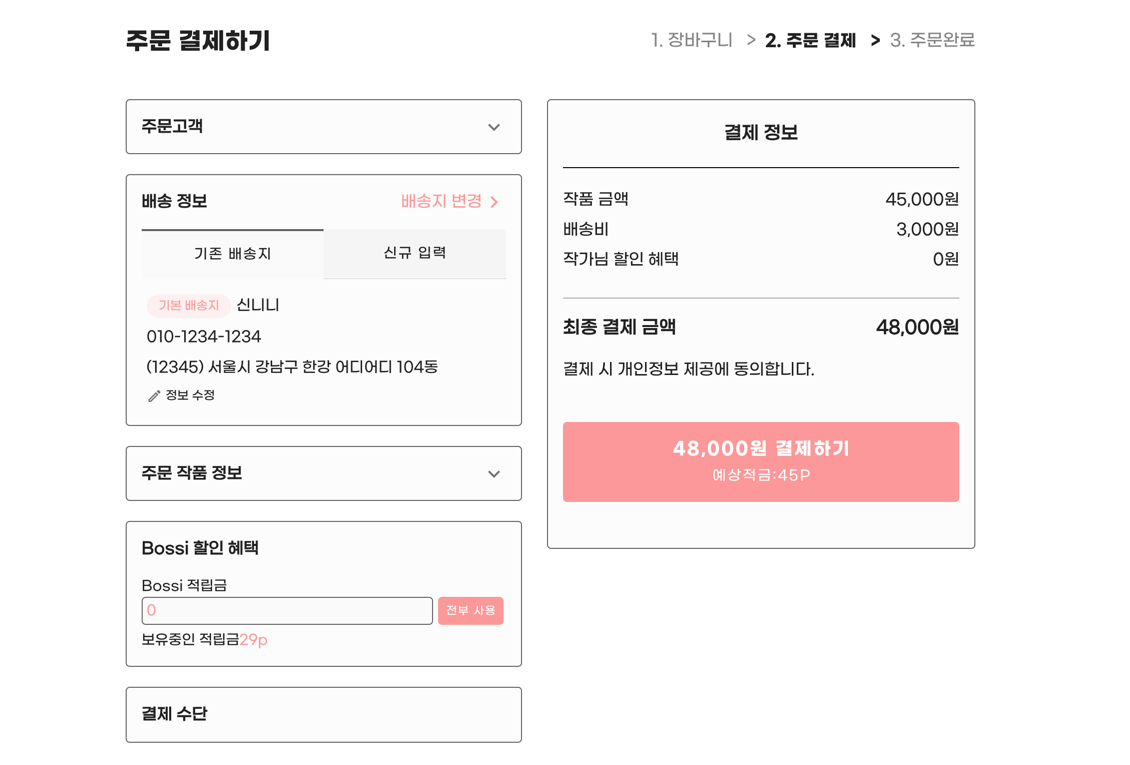 주문 결제하기
1. 장바구니 > 2. 주문 결제 > 3. 주문완료
주문고객
배송 정보
배송지 변경 >
기존 배송지
신규 입력
기본 배송지 신니니
010-1234-1234
(12345) 서울시 강남구 한강 어디어디 104동
정보 수정
주문 작품 정보
Bossi 할인 혜택
Bossi 적립금
0
전부 사용
보유중인 적립금29p
결제 수단
결제 정보
작품 금액 45,000원
배송비 3,000원
작가님 할인 혜택 0원
최종 결제 금액 48,000원
결제 시 개인정보 제공에 동의합니다.
48,000원 결제하기
예상적금:45P